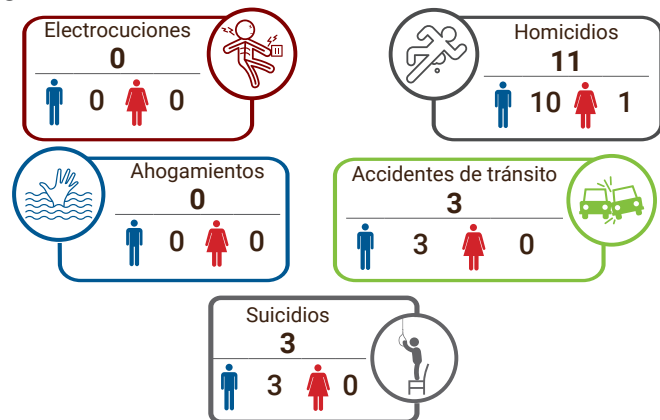 Electrocuciones
0
0 0
Homicidios
11
10 1
Ahogamientos
0
0 0
Accidentes de tránsito
3
3 0
Suicidios
3
3 0